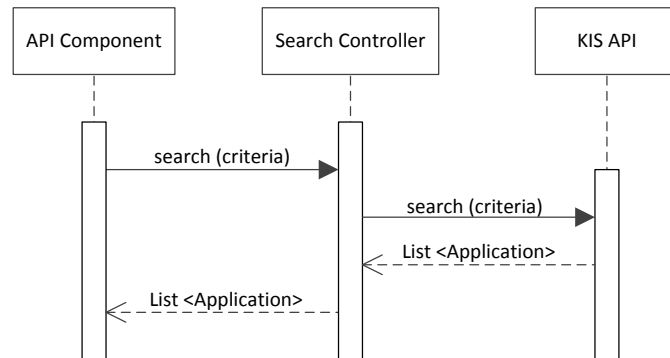 API Component
Search Controller
KIS API
search (criteria)
search (criteria)
List <Application>
List <Application>